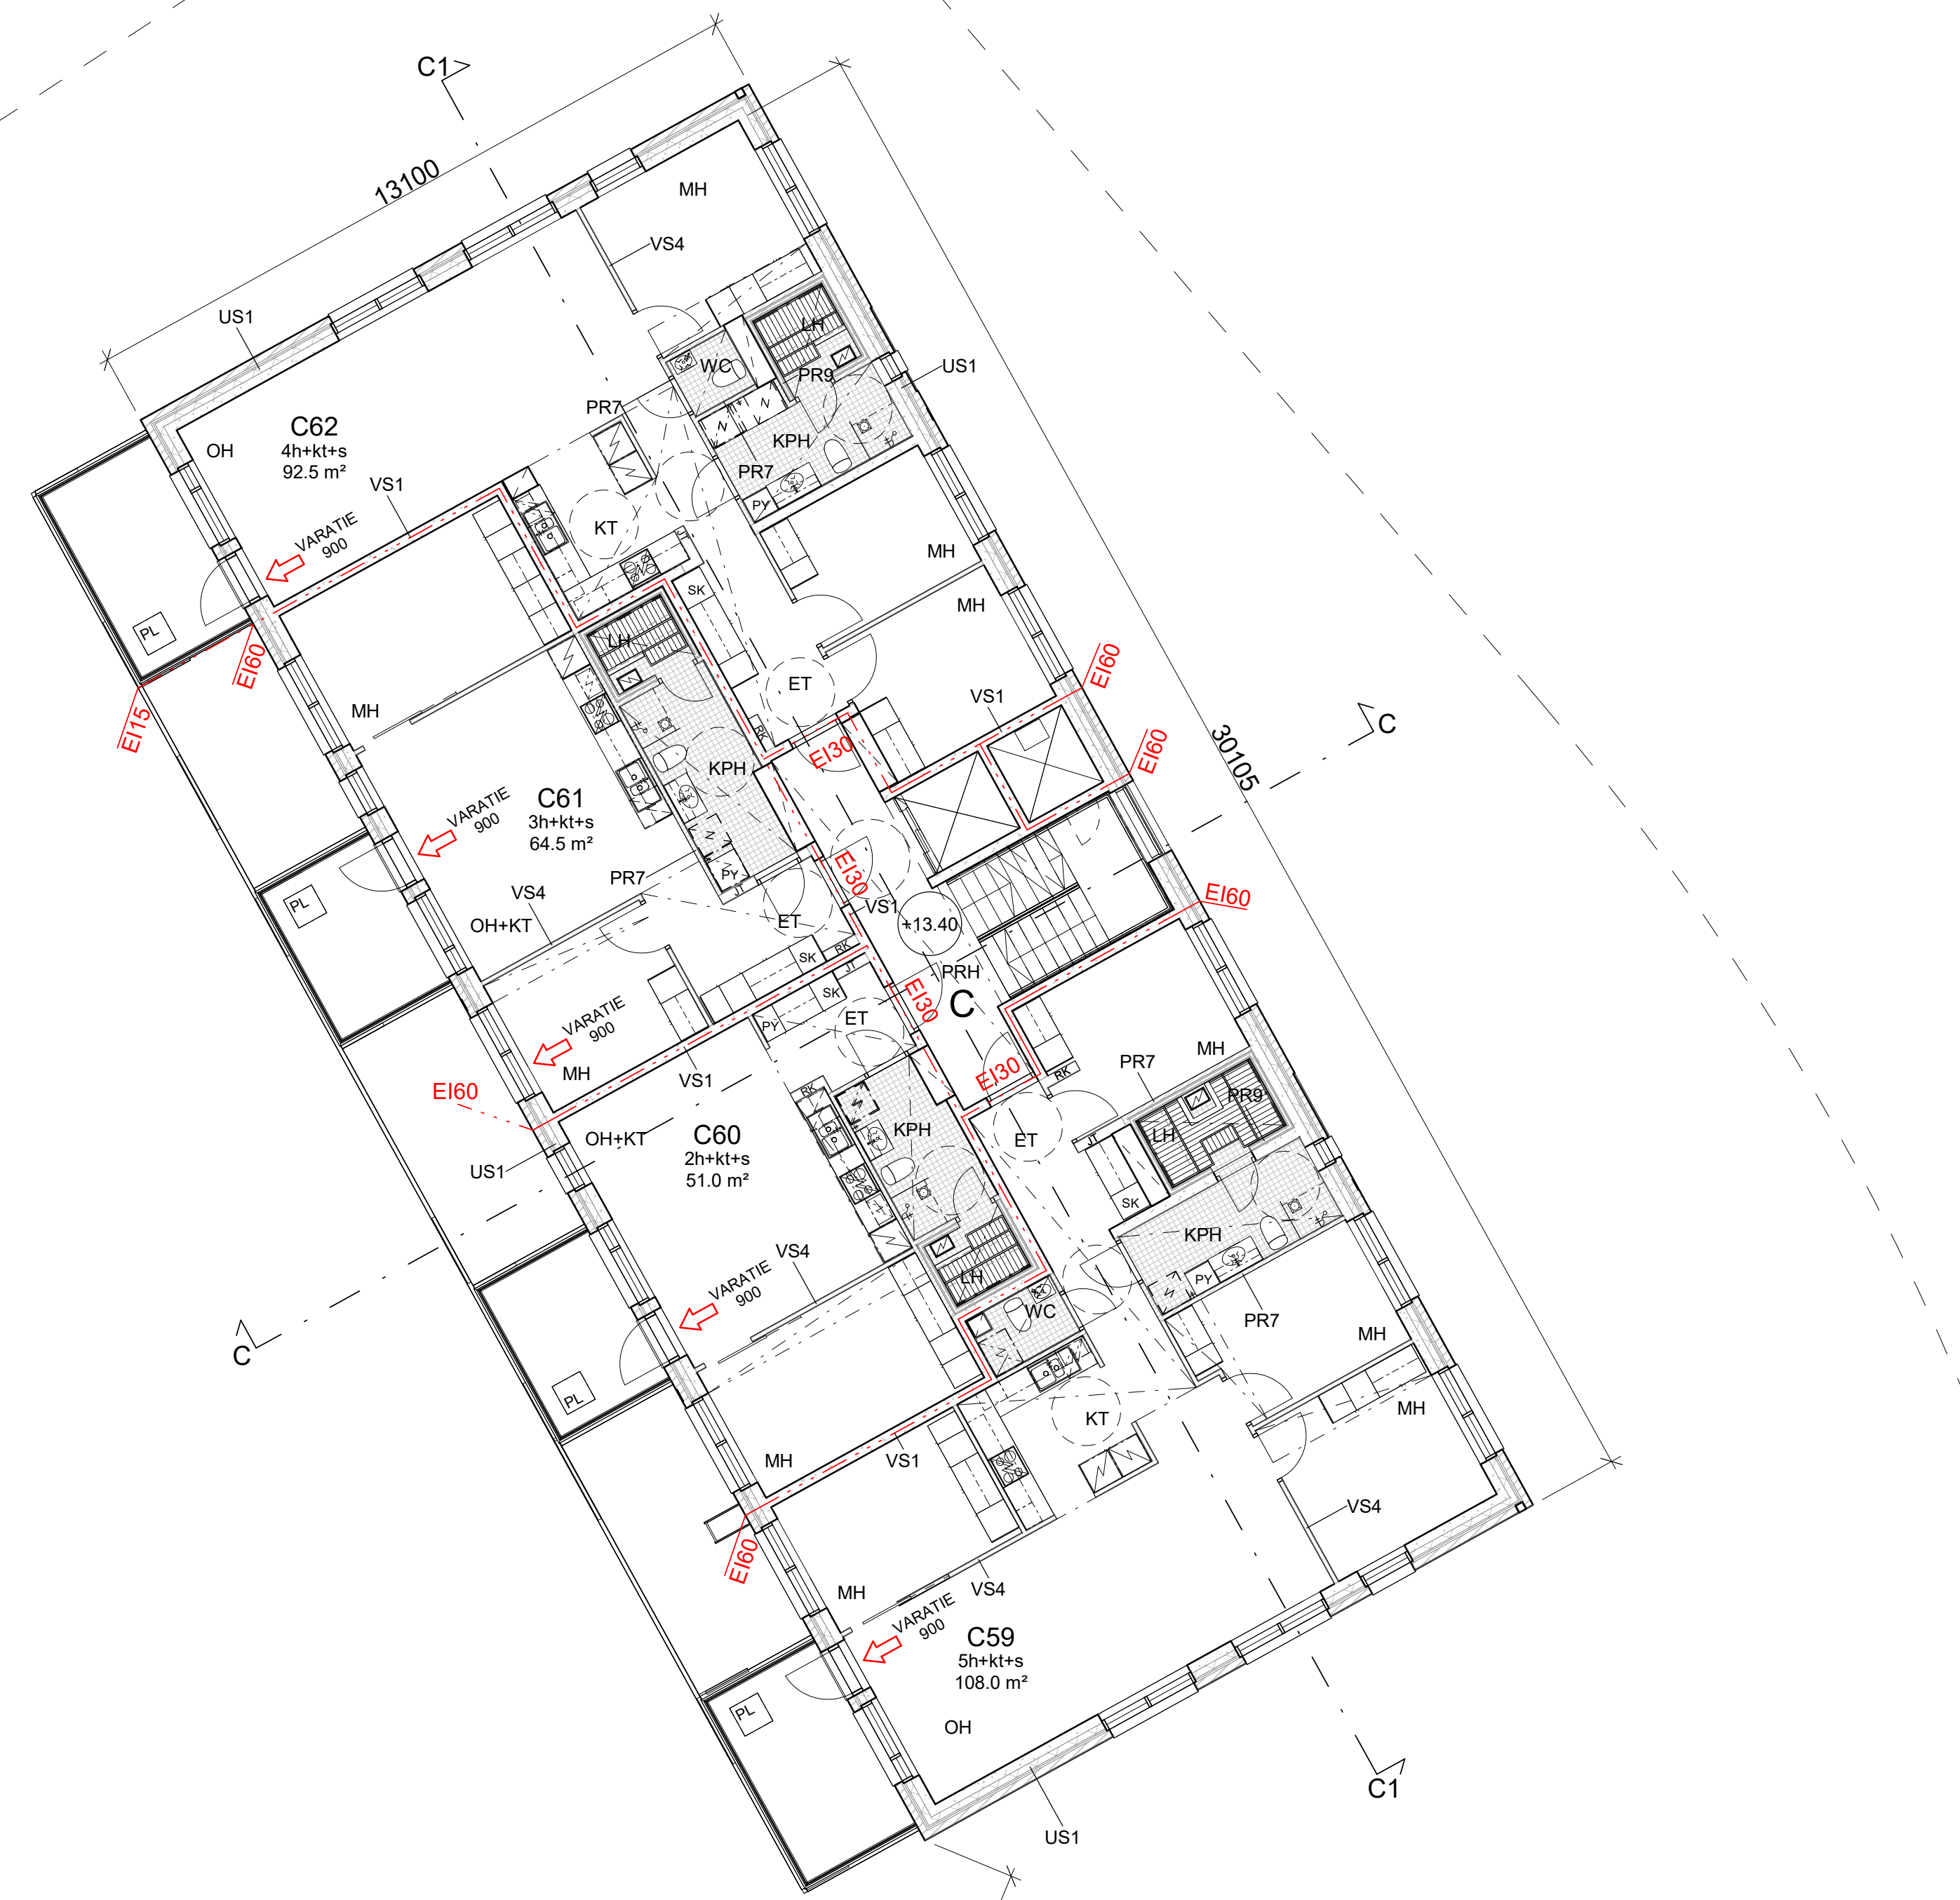 C1
13100
MH
VS4
US1
LH
WC
PR9
US1
C62
4h+kt+s
92.5 m²
OH
PR7
KPH
PR7
VS1
PY
VARATIE
900
KT
JT
MH
SK
MH
PL
LH
EI60
EI15
ET
VS1
EI60
MH
RK
EI30
EI60
30105
C
KPH
C61
3h+kt+s
64.5 m²
VARATIE
900
PR7
PY
JT
EI30
VS1
VS4
OH+KT
PL
ET
+13.40
EI60
RK
SK
JT
SK
PRH
C
EI30
PY
ET
VARATIE
900
MH
VS1
EI60
EI30
RK
PR7
MH
RK
PR9
LH
JT
ET
KPH
C60
2h+kt+s
51.0 m²
OH+KT
US1
SK
KPH
VS4
VARATIE
900
LH
WC
PY
PR7
MH
C
PL
KT
MH
MH
VS1
VS4
EI60
MH
VS4
VARATIE
900
C59
5h+kt+s
108.0 m²
PL
OH
C1
US1